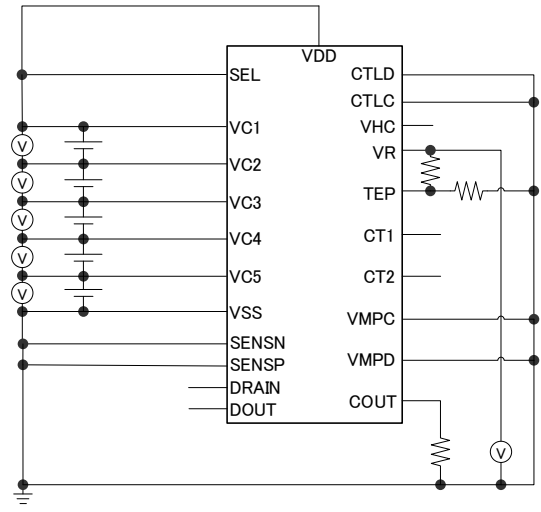 VDD
SEL
VC1
VC2
VC3
VC4
VC5
VSS
SENSN
SENSP
DRAIN
DOUT
CTLD
CTLC
VHC
VR
TEP
CT1
CT2
VMPC
VMPD
COUT
V
V
V
V
V
V